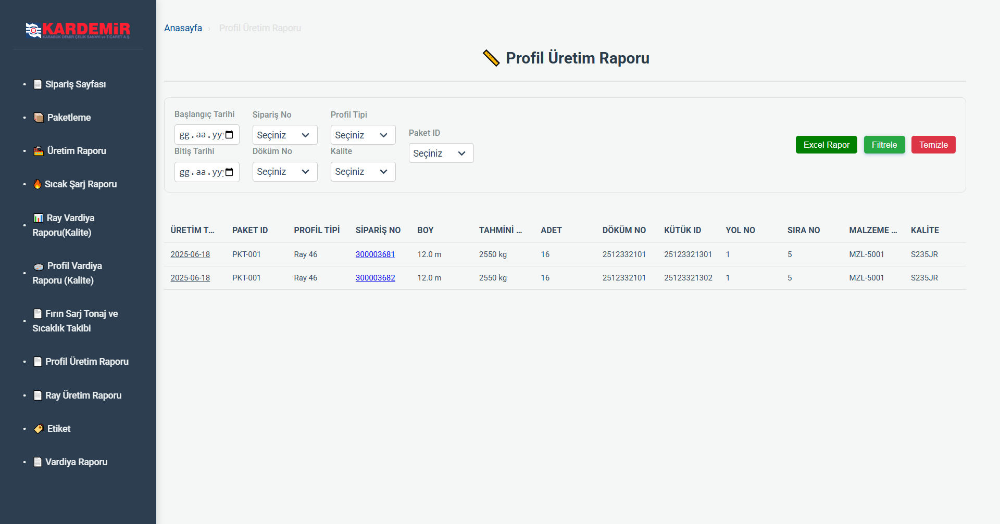 KARDEMİR
KARABÜK DEMİR ÇELİK SANAYİ ve TİCARET A.Ş.
• Sipariş Sayfası
• Paketleme
• Üretim Raporu
• Sıcak Şarj Raporu
• Ray Vardiya
Raporu(Kalite)
• Profil Vardiya
Raporu (Kalite)
• Fırın Sarj Tonaj ve
Sıcaklık Takibi
• Profil Üretim Raporu
• Ray Üretim Raporu
• Etiket
• Vardiya Raporu
Anasayfa › Profil Üretim Raporu
Profil Üretim Raporu
Başlangıç Tarihi Sipariş No Profil Tipi
gg.aa.yyy Seçiniz Seçiniz
Paket ID
Seçiniz
Bitiş Tarihi Döküm No Kalite
gg.aa.yyy Seçiniz Seçiniz
Excel Rapor Filtrele Temizle
ÜRETİM T... PAKET ID PROFİL TİPİ SİPARİŞ NO BOY TAHMİNİ ... ADET DÖKÜM NO KÜTÜK ID YOL NO SIRA NO MALZEME ... KALİTE
2025-06-18 PKT-001 Ray 46 300003681 12.0 m 2550 kg 16 2512332101 25123321301 1 5 MZL-5001 S235JR
2025-06-18 PKT-001 Ray 46 300003682 12.0 m 2550 kg 16 2512332101 25123321302 1 5 MZL-5001 S235JR